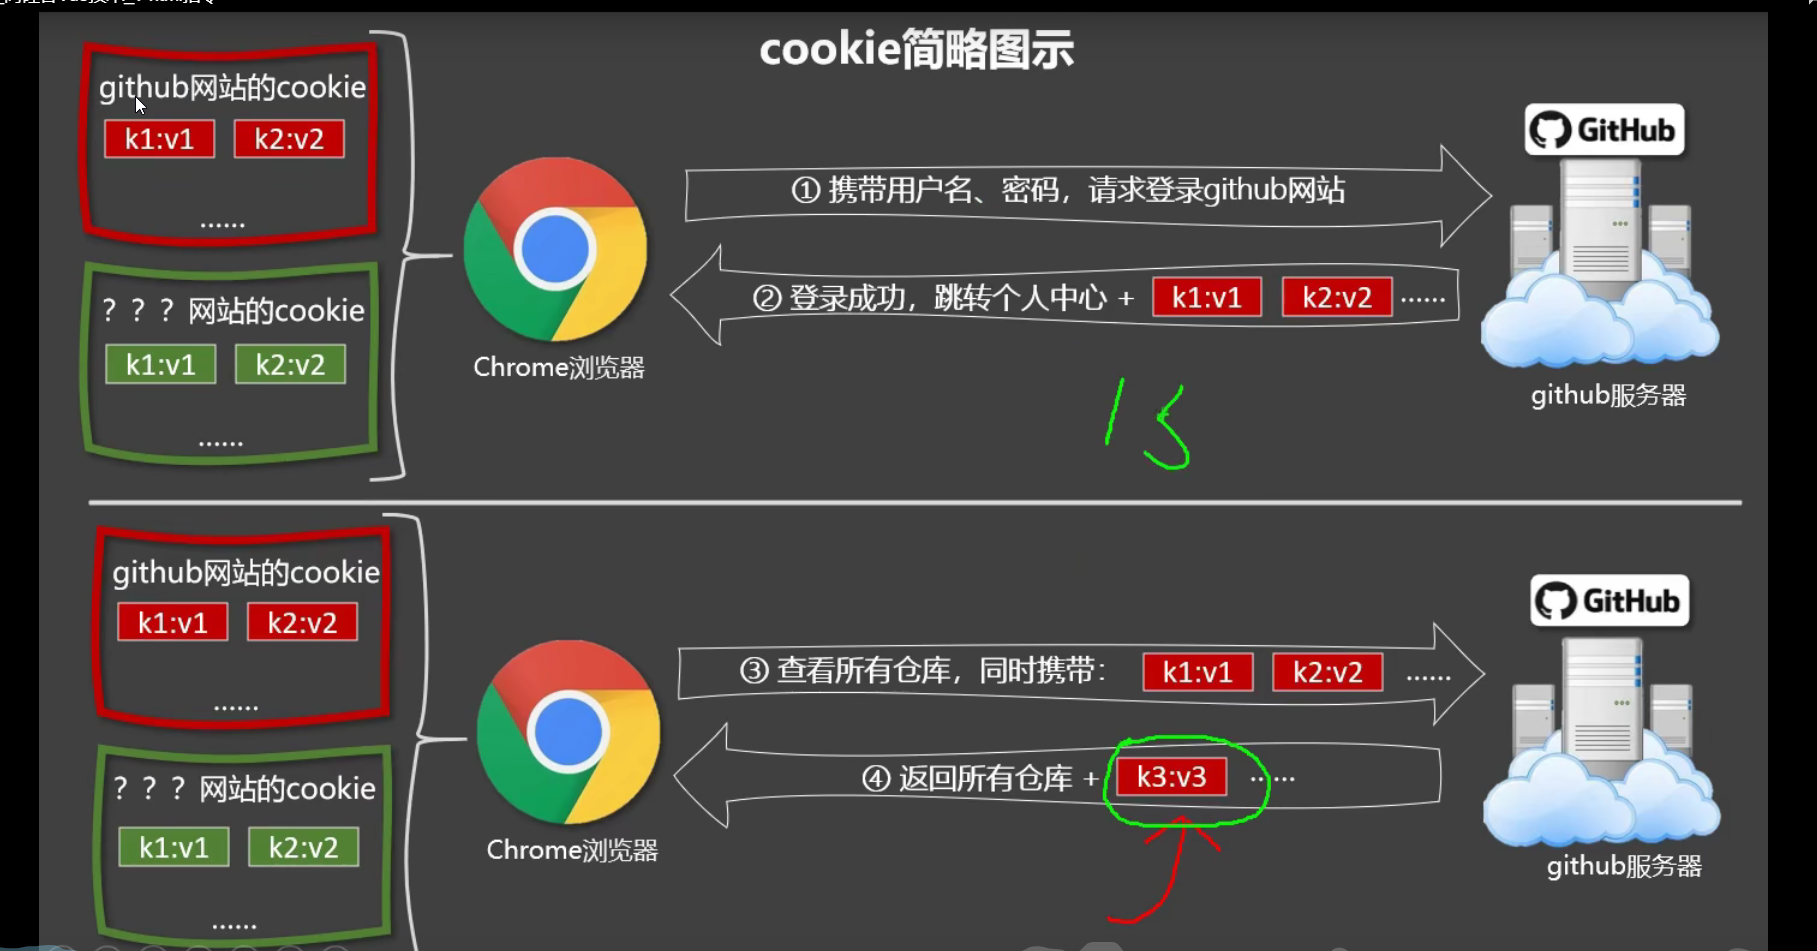 cookie简略图示
github网站的cookie
k1:v1 k2:v2
......
？？？网站的cookie
k1:v1 k2:v2
......
Chrome浏览器
① 携带用户名、密码，请求登录github网站
② 登录成功，跳转个人中心 + k1:v1 k2:v2 ......
GitHub
github服务器
github网站的cookie
k1:v1 k2:v2
......
？？？网站的cookie
k1:v1 k2:v2
......
Chrome浏览器
③ 查看所有仓库，同时携带： k1:v1 k2:v2 ......
④ 返回所有仓库 + k3:v3 ......
GitHub
github服务器